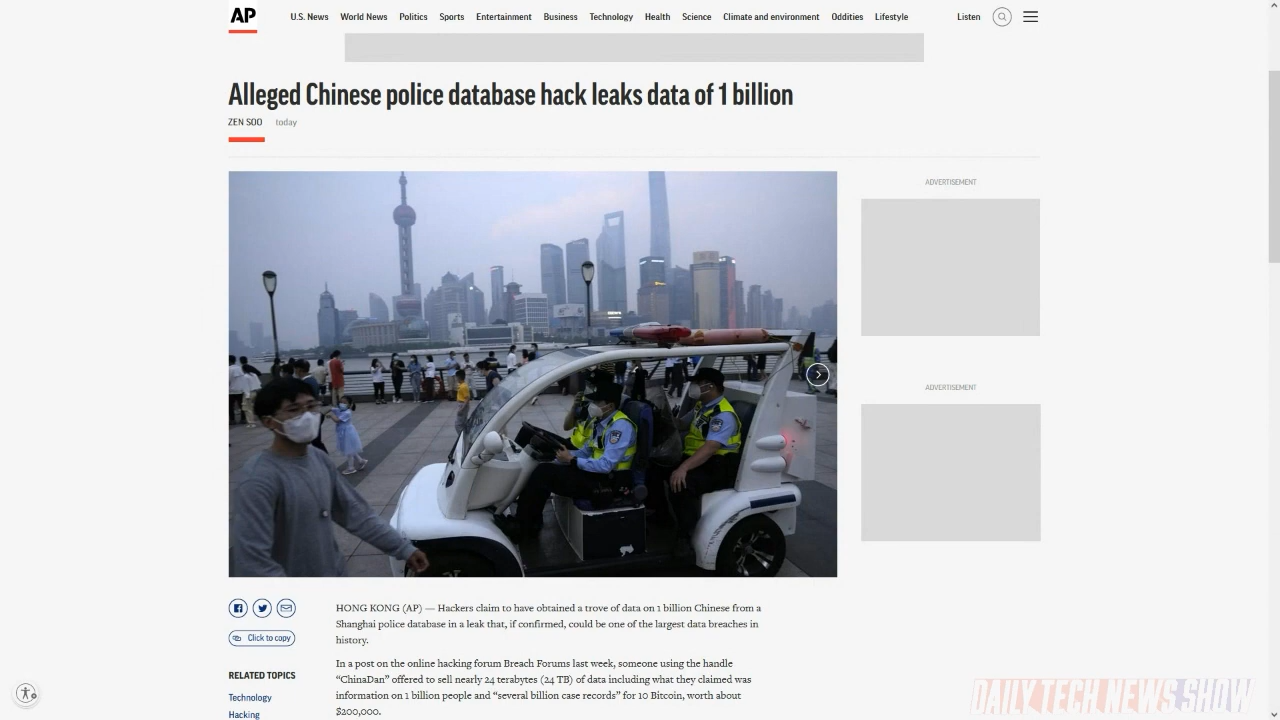 AP U.S. News World News Politics Sports Entertainment Business Technology Health Science Climate and environment Oddities Lifestyle Listen
Alleged Chinese police database hack leaks data of 1 billion
ZEN SOO today
ADVERTISEMENT
ADVERTISEMENT
Click to copy
RELATED TOPICS
Technology
Hacking
HONG KONG (AP) — Hackers claim to have obtained a trove of data on 1 billion Chinese from a
Shanghai police database in a leak that, if confirmed, could be one of the largest data breaches in
history.
In a post on the online hacking forum Breach Forums last week, someone using the handle
“ChinaDan” offered to sell nearly 24 terabytes (24 TB) of data including what they claimed was
information on 1 billion people and “several billion case records” for 10 Bitcoin, worth about
$200,000.
DAILY TECH NEWS SHOW